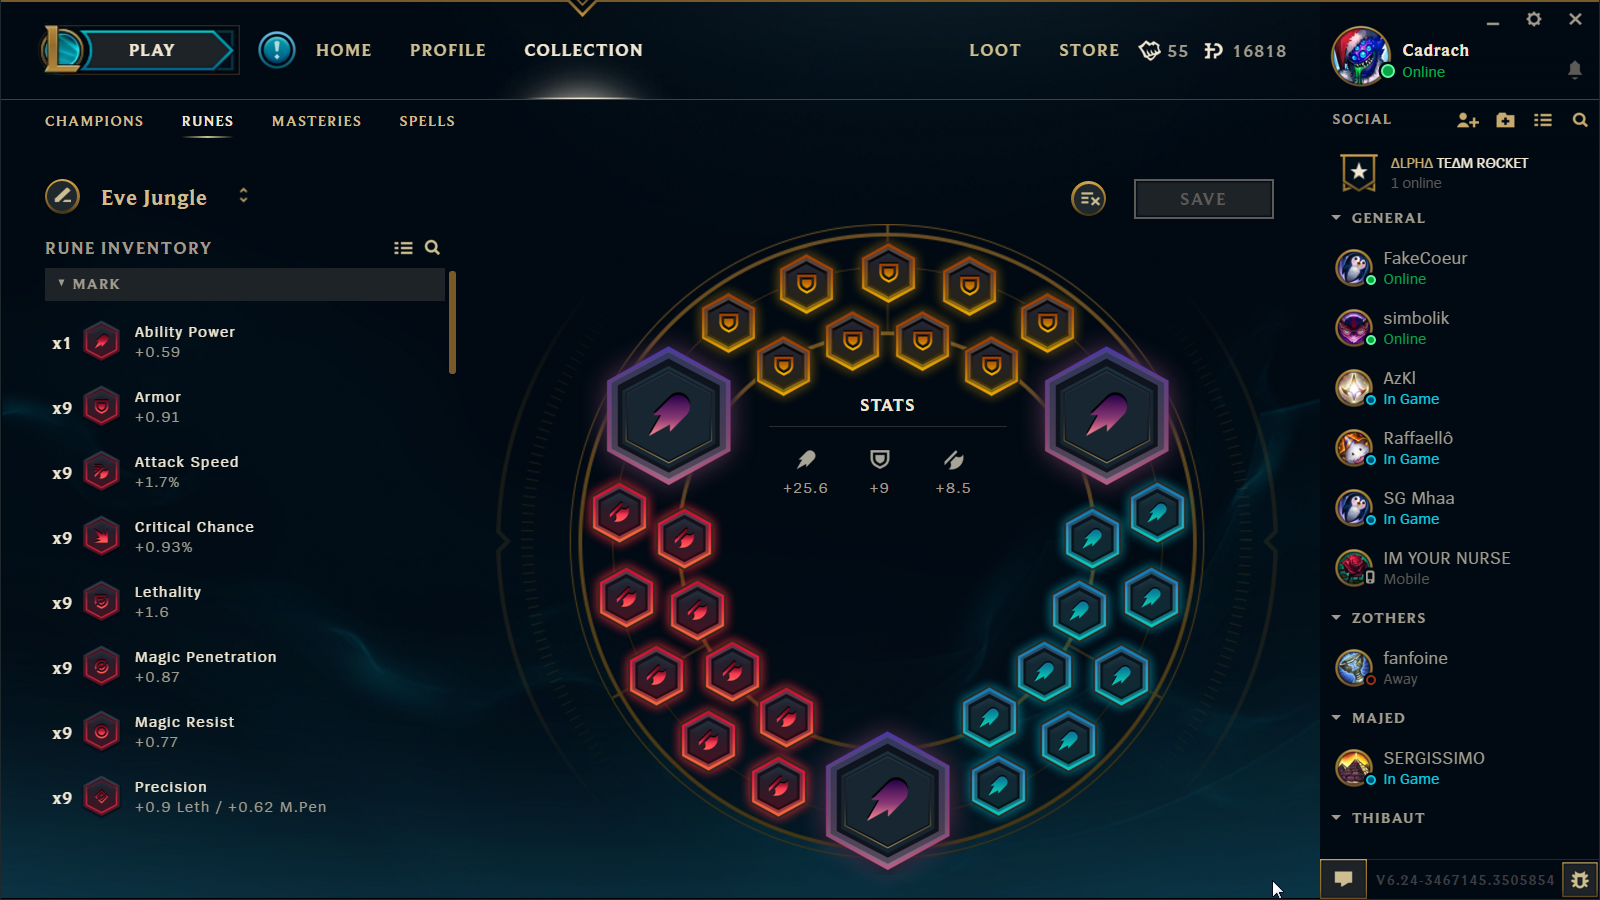 PLAY
HOME
PROFILE
COLLECTION
LOOT
STORE
55
16818
Cadrach
Online
CHAMPIONS
RUNES
MASTERIES
SPELLS
Eve Jungle
SAVE
RUNE INVENTORY
MARK
x1
Ability Power
+0.59
x9
Armor
+0.91
x9
Attack Speed
+1.7%
x9
Critical Chance
+0.93%
x9
Lethality
+1.6
x9
Magic Penetration
+0.87
x9
Magic Resist
+0.77
x9
Precision
+0.9 Leth / +0.62 M.Pen
STATS
+25.6
+9
+8.5
SOCIAL
ΔLPHΔ TEΔM RΘCKET
1 online
GENERAL
FakeCoeur
Online
simbolik
Online
AzKl
In Game
Raffaellô
In Game
SG Mhaa
In Game
IM YOUR NURSE
Mobile
ZOTHERS
fanfoine
Away
MAJED
SERGISSIMO
In Game
THIBAUT
V6.24-3467145.3505854